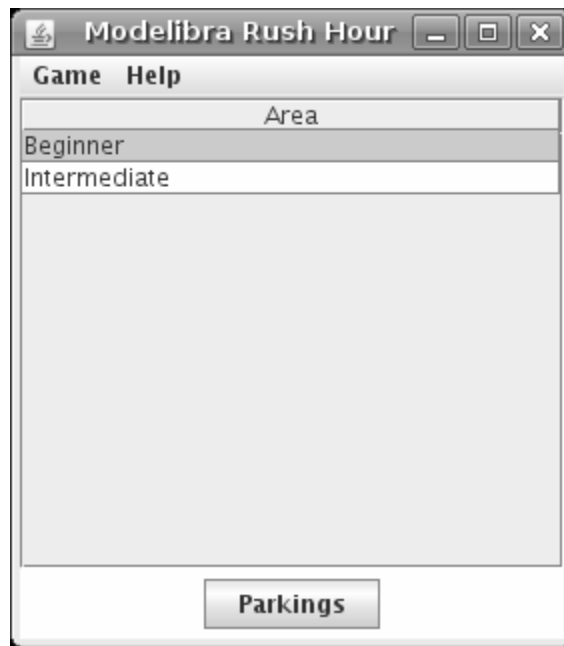 Modelibra Rush Hour
Game Help
Area
Beginner
Intermediate
Parkings